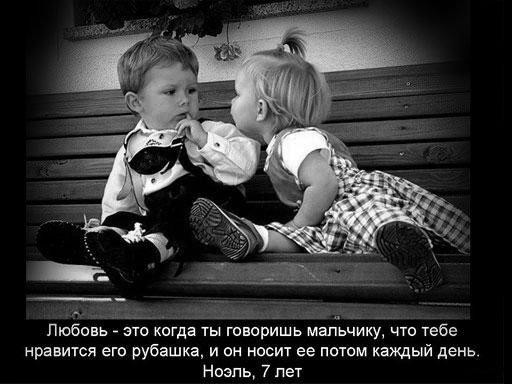 Любовь - это когда ты говоришь мальчику, что тебе
нравится его рубашка, и он носит ее потом каждый день.
Ноэль, 7 лет